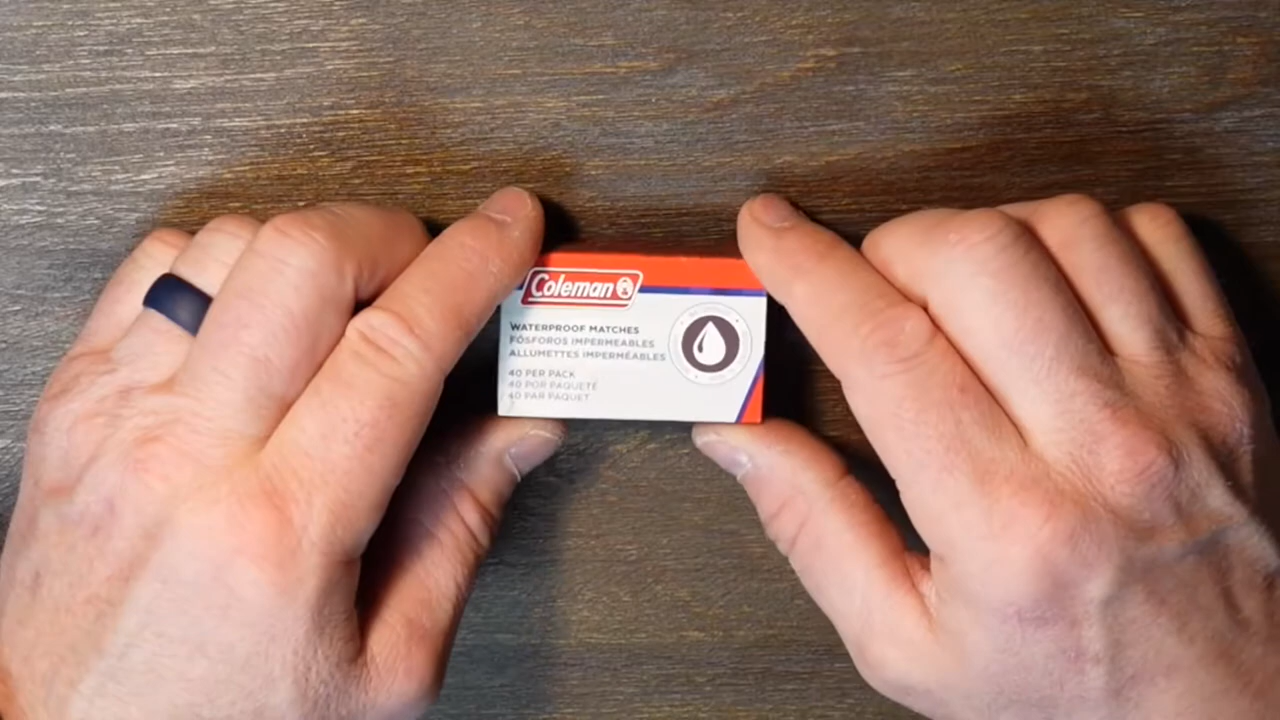 Coleman
WATERPROOF MATCHES
FÓSFOROS IMPERMEABLES
ALLUMETTES IMPERMÉABLES
40 PER PACK
40 POR PAQUETE
40 PAR PAQUET